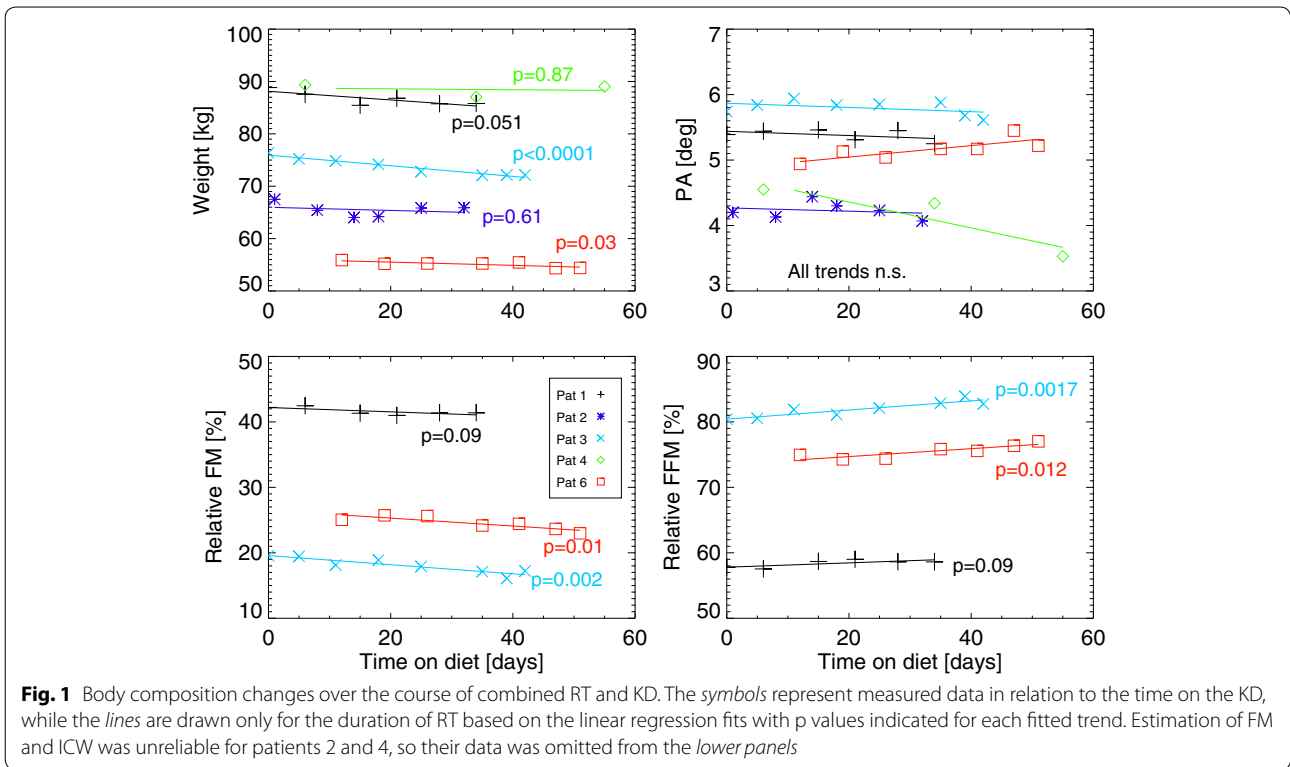 100
90
80
70
60
50
Weight [kg]
p=0.87
p=0.051
p<0.0001
p=0.61
p=0.03
0 20 40 60
7
6
5
4
3
PA [deg]
All trends n.s.
0 20 40 60
50
40
30
20
10
Relative FM [%]
Pat 1
Pat 2
Pat 3
Pat 4
Pat 6
p=0.09
p=0.01
p=0.002
0 20 40 60
Time on diet [days]
90
80
70
60
50
Relative FFM [%]
p=0.0017
p=0.012
p=0.09
0 20 40 60
Time on diet [days]
Fig. 1 Body composition changes over the course of combined RT and KD. The symbols represent measured data in relation to the time on the KD,
while the lines are drawn only for the duration of RT based on the linear regression fits with p values indicated for each fitted trend. Estimation of FM
and ICW was unreliable for patients 2 and 4, so their data was omitted from the lower panels